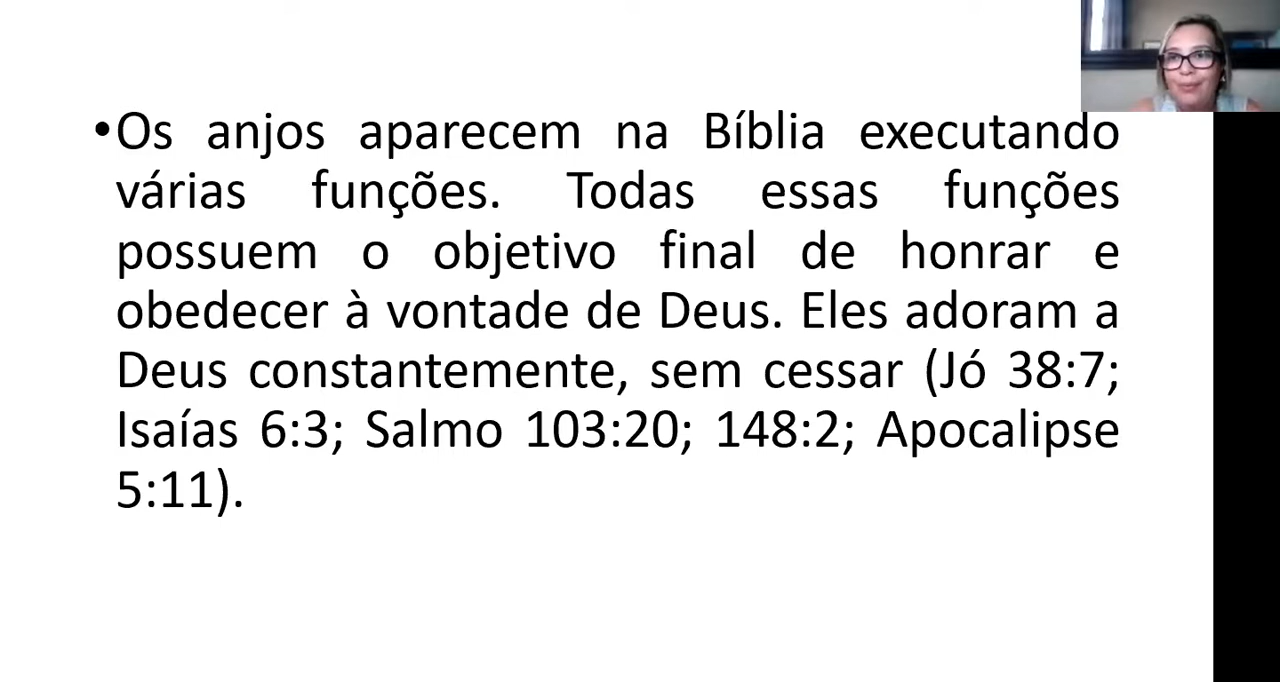 •Os anjos aparecem na Bíblia executando
várias funções. Todas essas funções
possuem o objetivo final de honrar e
obedecer à vontade de Deus. Eles adoram a
Deus constantemente, sem cessar (Jó 38:7;
Isaías 6:3; Salmo 103:20; 148:2; Apocalipse
5:11).